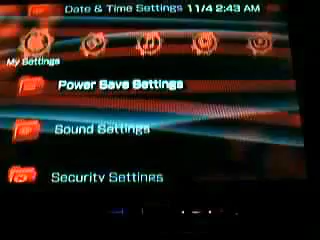 Date & Time Settings 11/4 2:43 AM
My Settings
Power Save Settings
Sound Settings
Security Settings